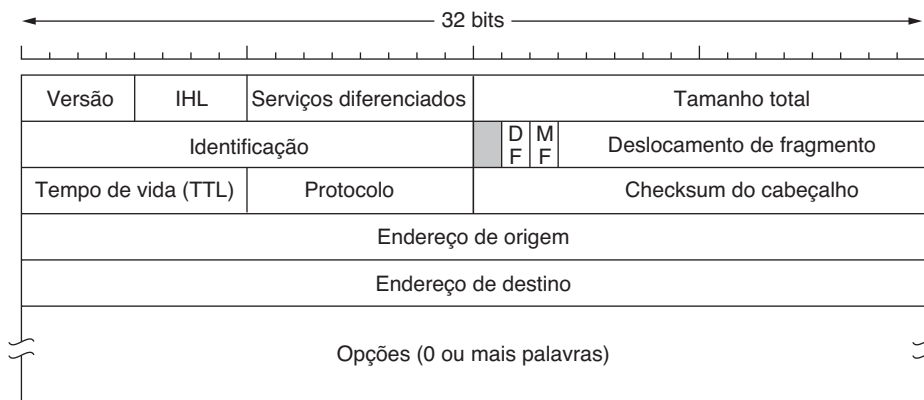 32 bits
Versão IHL Serviços diferenciados Tamanho total
Identificação D F M F Deslocamento de fragmento
Tempo de vida (TTL) Protocolo Checksum do cabeçalho
Endereço de origem
Endereço de destino
Opções (0 ou mais palavras)